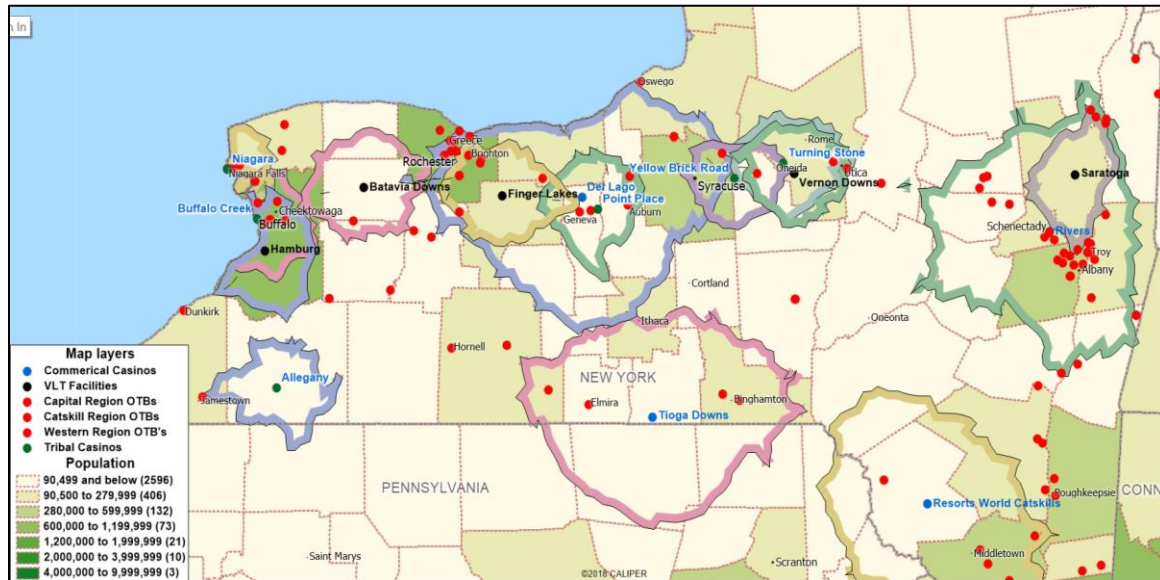 n In
Oswego
Niagara
Niagara Falls
Greece
Rochester
Brighton
Rome
Turning Stone
Yellow Brick Road
Oneida
Utica
Syracuse
Vernon Downs
Batavia Downs
Finger Lakes
Del Lago
Point Place
Geneva
Auburn
Saratoga
Buffalo Creek
Cheektowaga
Buffalo
Hamburg
Schenectady
Rivers
Troy
Albany
Cortland
Dunkirk
Ithaca
Oneonta
Hornell
NEW YORK
Allegany
Jamestown
Elmira
Binghamton
Tioga Downs
PENNSYLVANIA
Poughkeepsie
CONN
Resorts World Catskills
Middletown
Saint Marys
Scranton
©2018 CALIPER
Map layers
Commerical Casinos
VLT Facilities
Capital Region OTBs
Catskill Region OTBs
Western Region OTB's
Tribal Casinos
Population
90,499 and below (2596)
90,500 to 279,999 (406)
280,000 to 599,999 (132)
600,000 to 1,199,999 (73)
1,200,000 to 1,999,999 (21)
2,000,000 to 3,999,999 (10)
4,000,000 to 9,999,999 (3)